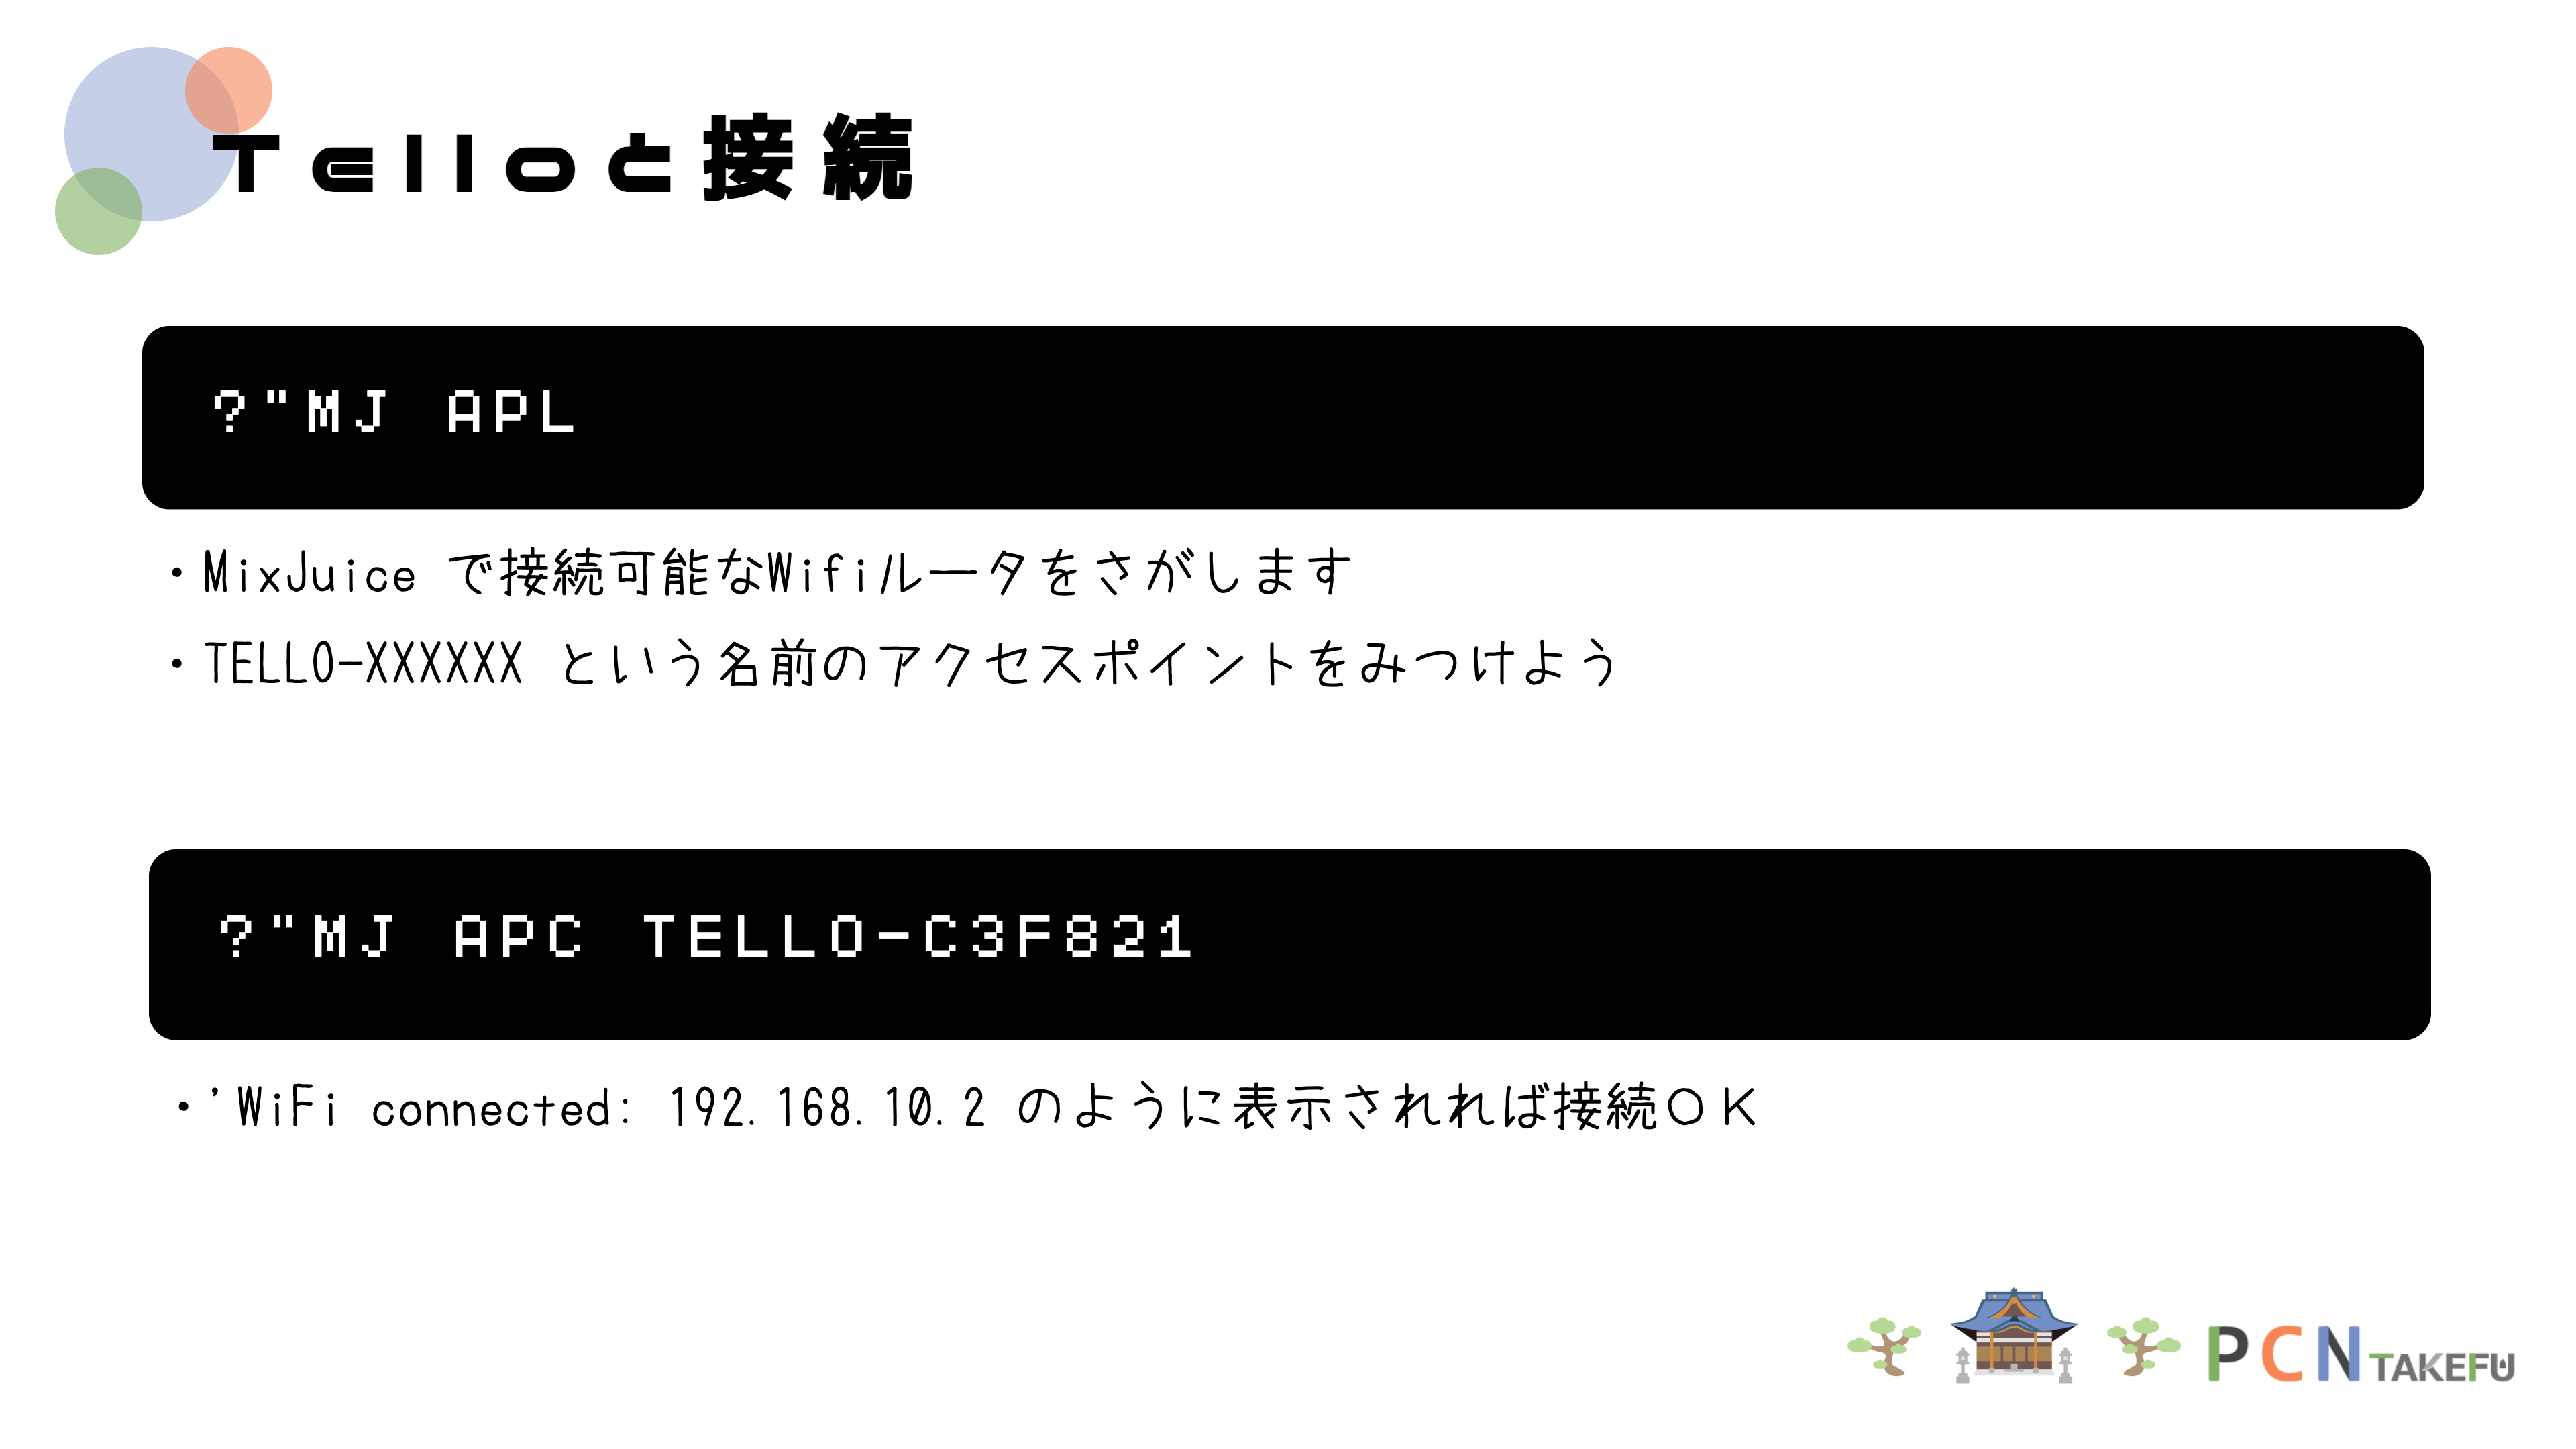 Telloと接続
?"MJ APL
・MixJuice で接続可能なWifiルータをさがします
・TELLO-XXXXXX という名前のアクセスポイントをみつけよう
?"MJ APC TELLO-C3F821
・'WiFi connected: 192.168.10.2 のように表示されれば接続OK
PCN TAKEFU